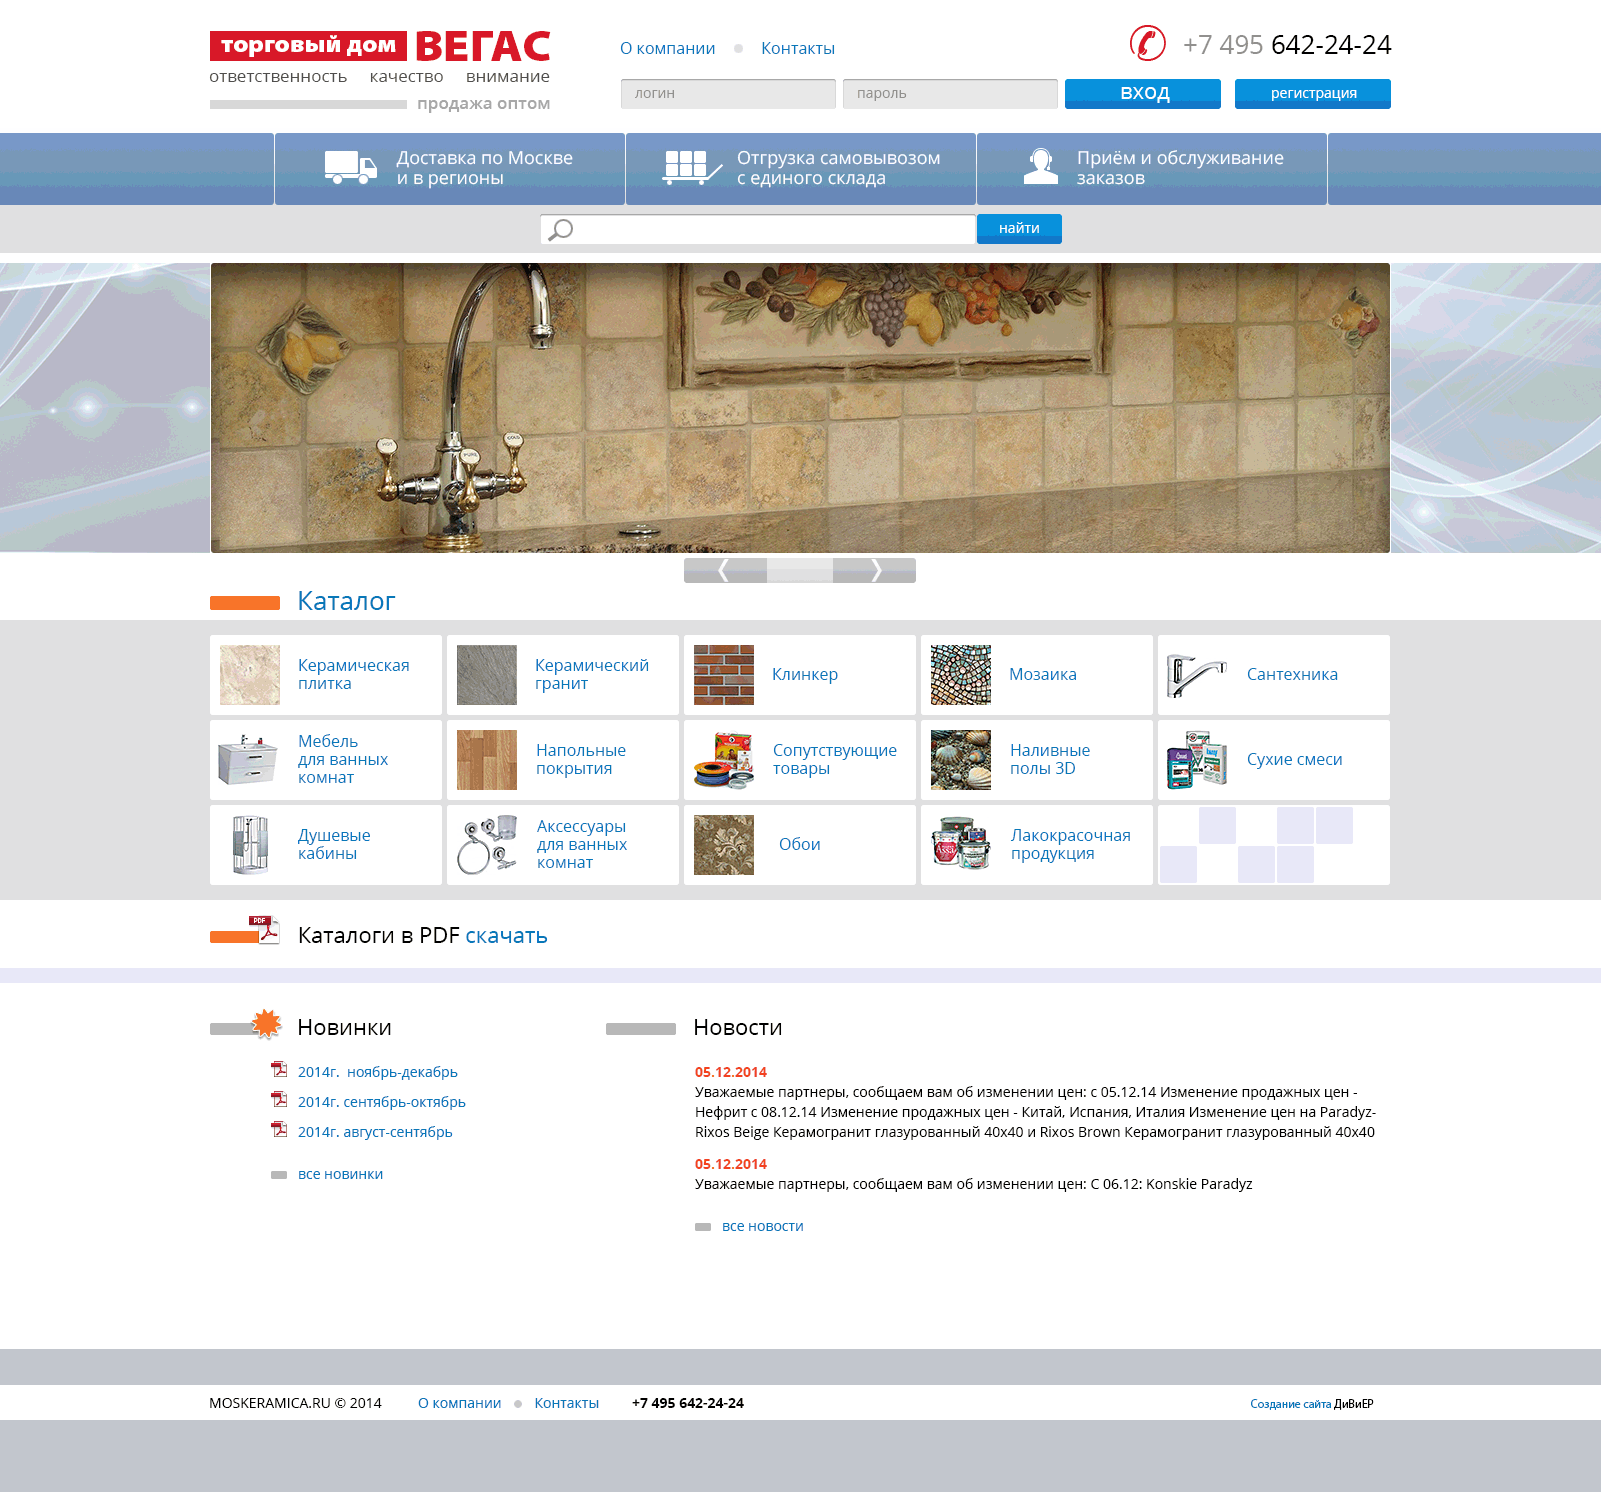 торговый дом ВЕГАС
ответственность качество внимание
продажа оптом
О компании Контакты
+7 495 642-24-24
логин пароль вход регистрация
Доставка по Москве
и в регионы
Отгрузка самовывозом
с единого склада
Приём и обслуживание
заказов
найти
Каталог
Керамическая
плитка
Керамический
гранит
Клинкер
Мозаика
Сантехника
Мебель
для ванных
комнат
Напольные
покрытия
Сопутствующие
товары
Наливные
полы 3D
Сухие смеси
Душевые
кабины
Аксессуары
для ванных
комнат
Обои
Лакокрасочная
продукция
PDF
Каталоги в PDF скачать
Новинки
2014г. ноябрь-декабрь
2014г. сентябрь-октябрь
2014г. август-сентябрь
все новинки
Новости
05.12.2014
Уважаемые партнеры, сообщаем вам об изменении цен: с 05.12.14 Изменение продажных цен -
Нефрит с 08.12.14 Изменение продажных цен - Китай, Испания, Италия Изменение цен на Paradyz-
Rixos Beige Керамогранит глазурованный 40x40 и Rixos Brown Керамогранит глазурованный 40x40
05.12.2014
Уважаемые партнеры, сообщаем вам об изменении цен: С 06.12: Konskie Paradyz
все новости
MOSKERAMICA.RU © 2014 О компании Контакты +7 495 642-24-24
Создание сайта ДиВиЕР